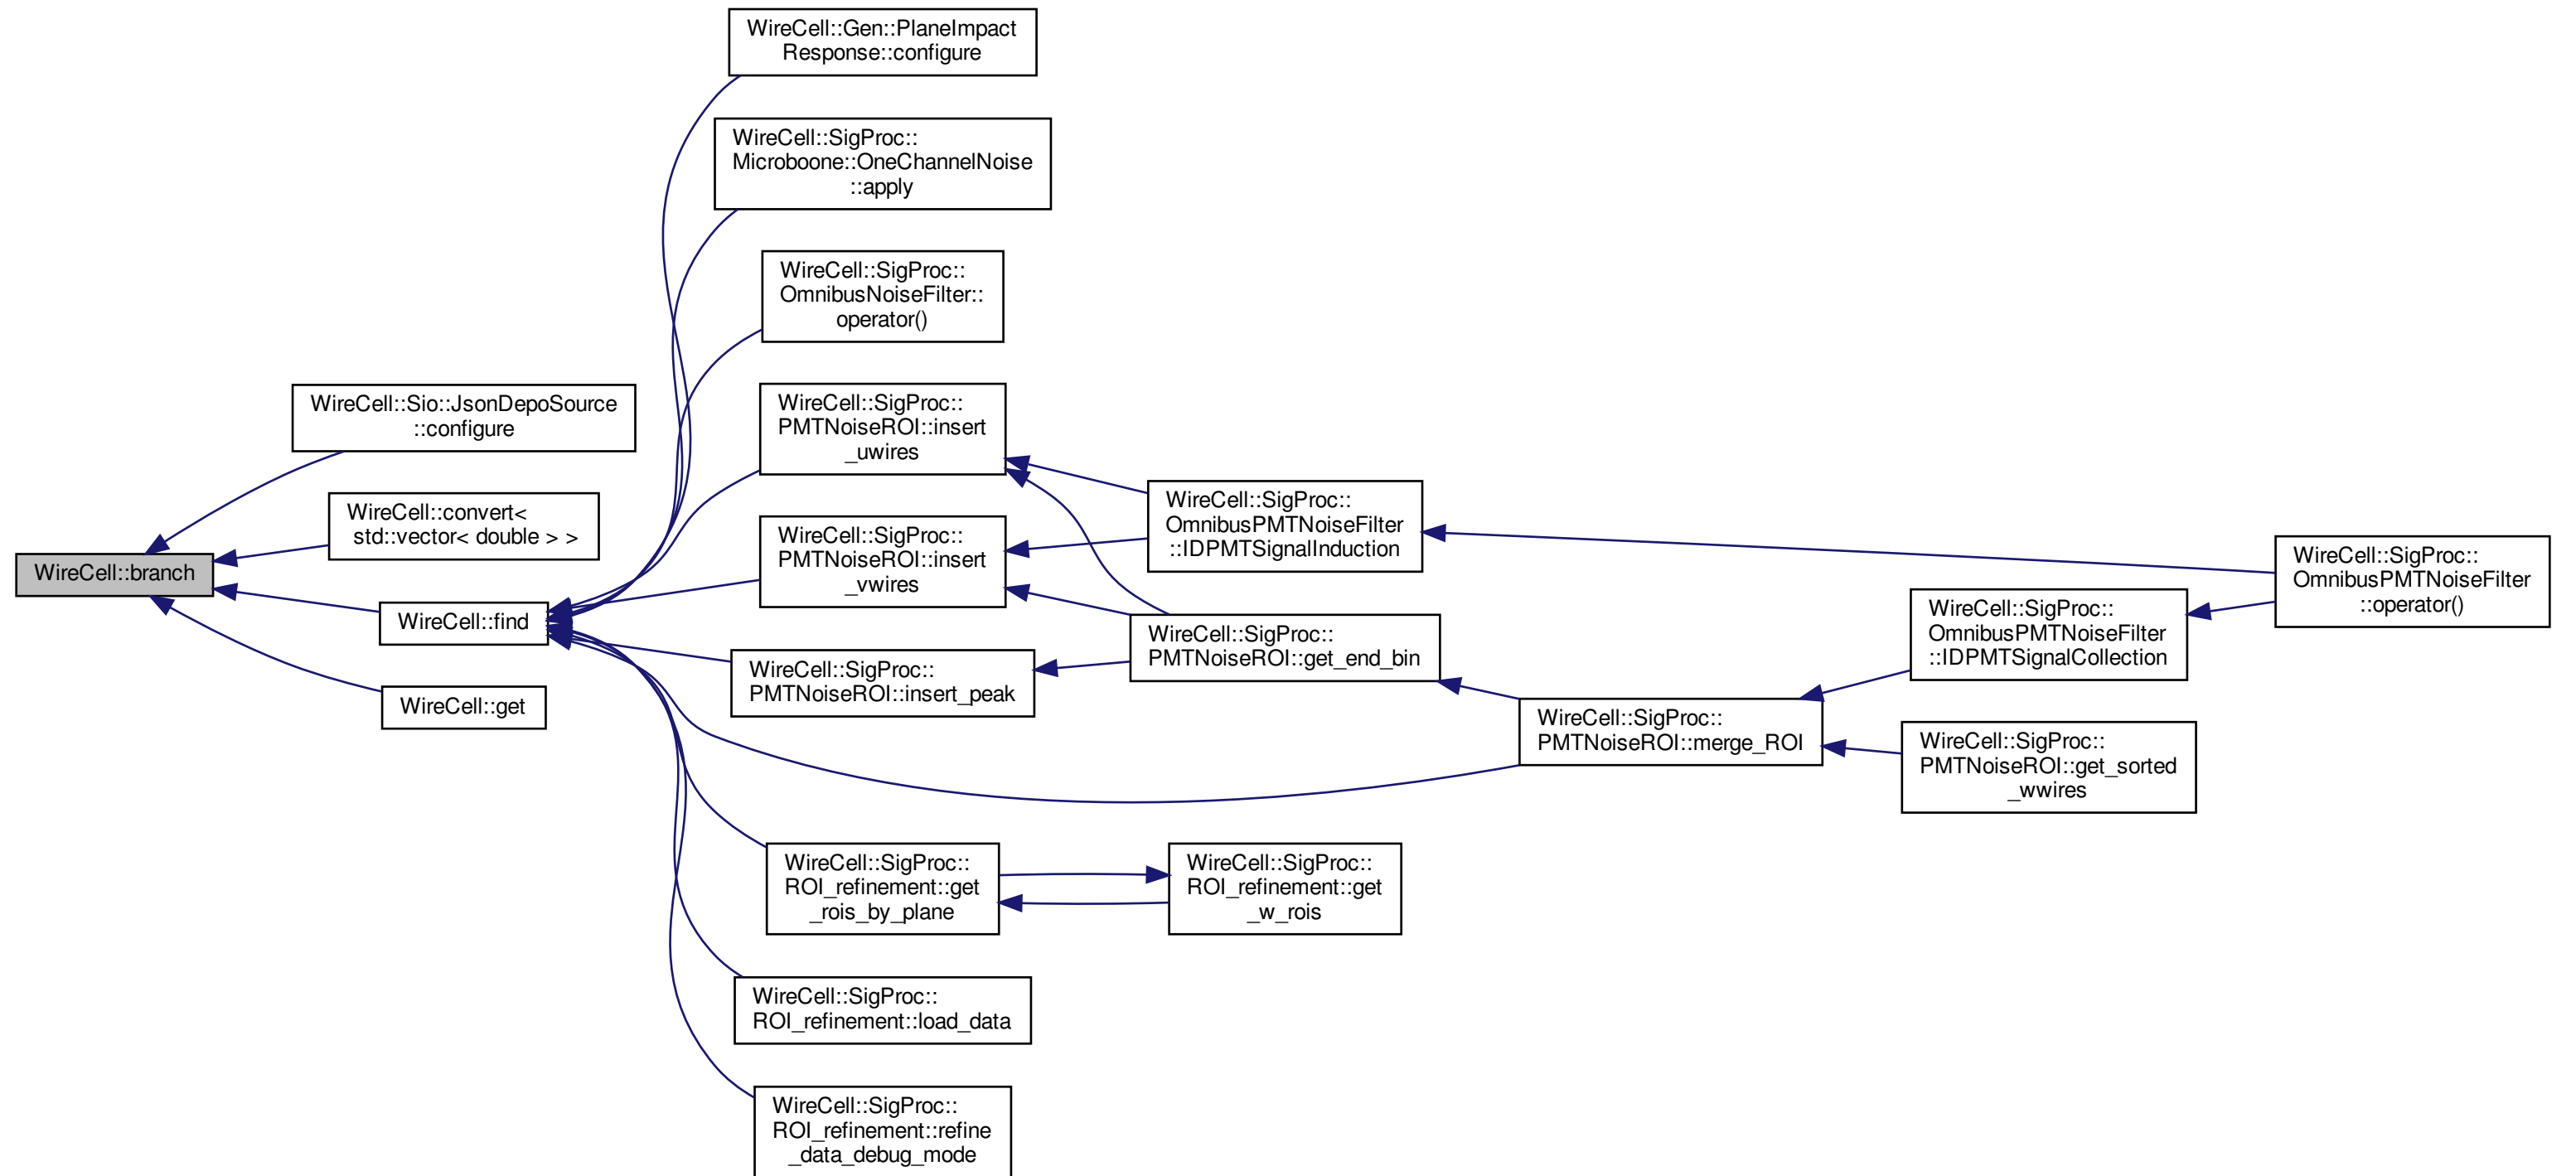 WireCell::Gen::PlaneImpact
Response::configure
WireCell::SigProc::
Microboone::OneChannelNoise
::apply
WireCell::SigProc::
OmnibusNoiseFilter::
operator()
WireCell::Sio::JsonDepoSource
::configure
WireCell::SigProc::
PMTNoiseROI::insert
_uwires
WireCell::convert<
std::vector< double > >
WireCell::SigProc::
PMTNoiseROI::insert
_vwires
WireCell::SigProc::
OmnibusPMTNoiseFilter
::IDPMTSignalInduction
WireCell::SigProc::
OmnibusPMTNoiseFilter
::operator()
WireCell::branch
WireCell::find
WireCell::SigProc::
PMTNoiseROI::get_end_bin
WireCell::SigProc::
OmnibusPMTNoiseFilter
::IDPMTSignalCollection
WireCell::get
WireCell::SigProc::
PMTNoiseROI::insert_peak
WireCell::SigProc::
PMTNoiseROI::merge_ROI
WireCell::SigProc::
PMTNoiseROI::get_sorted
_wwires
WireCell::SigProc::
ROI_refinement::get
_rois_by_plane
WireCell::SigProc::
ROI_refinement::get
_w_rois
WireCell::SigProc::
ROI_refinement::load_data
WireCell::SigProc::
ROI_refinement::refine
_data_debug_mode